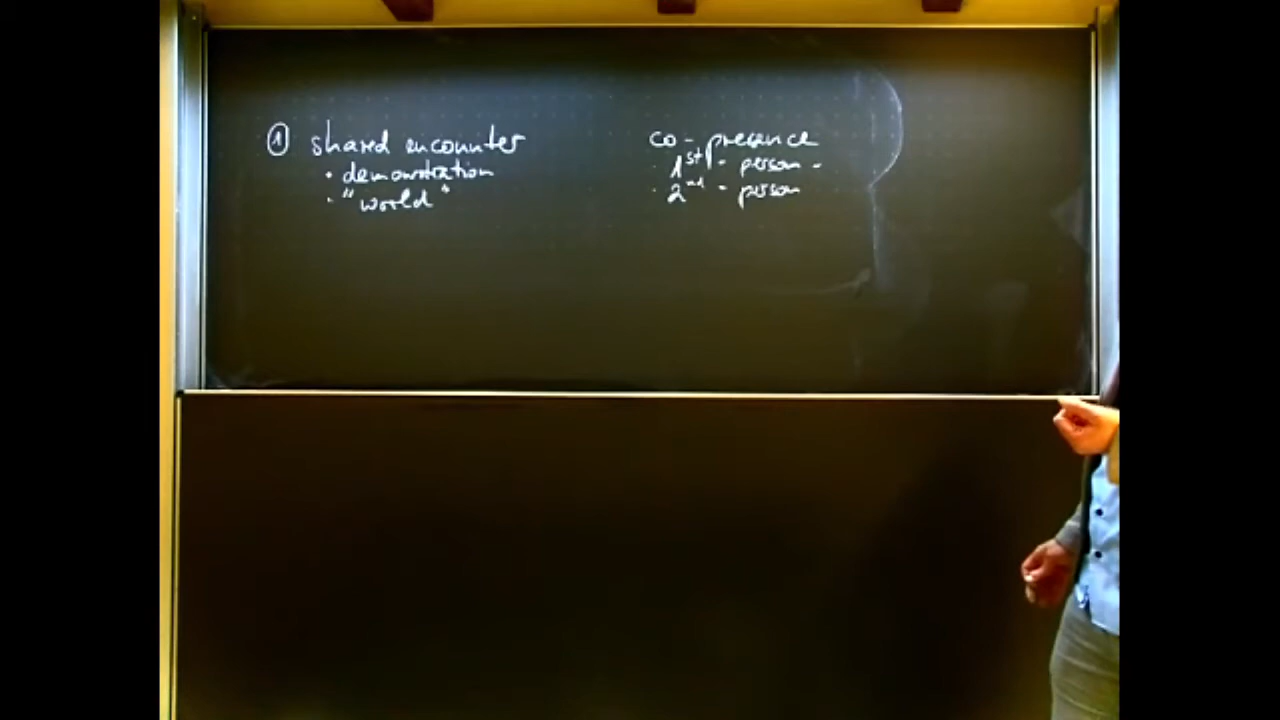 ① shared encounter
• demonstration
• "world"
co-presence
· 1st - person -
· 2nd - person